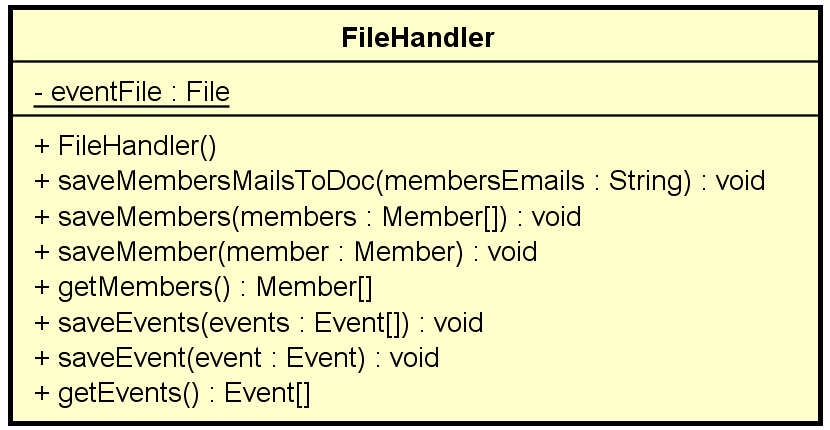 FileHandler
- eventFile : File
+ FileHandler()
+ saveMembersMailsToDoc(membersEmails : String) : void
+ saveMembers(members : Member[]) : void
+ saveMember(member : Member) : void
+ getMembers() : Member[]
+ saveEvents(events : Event[]) : void
+ saveEvent(event : Event) : void
+ getEvents() : Event[]